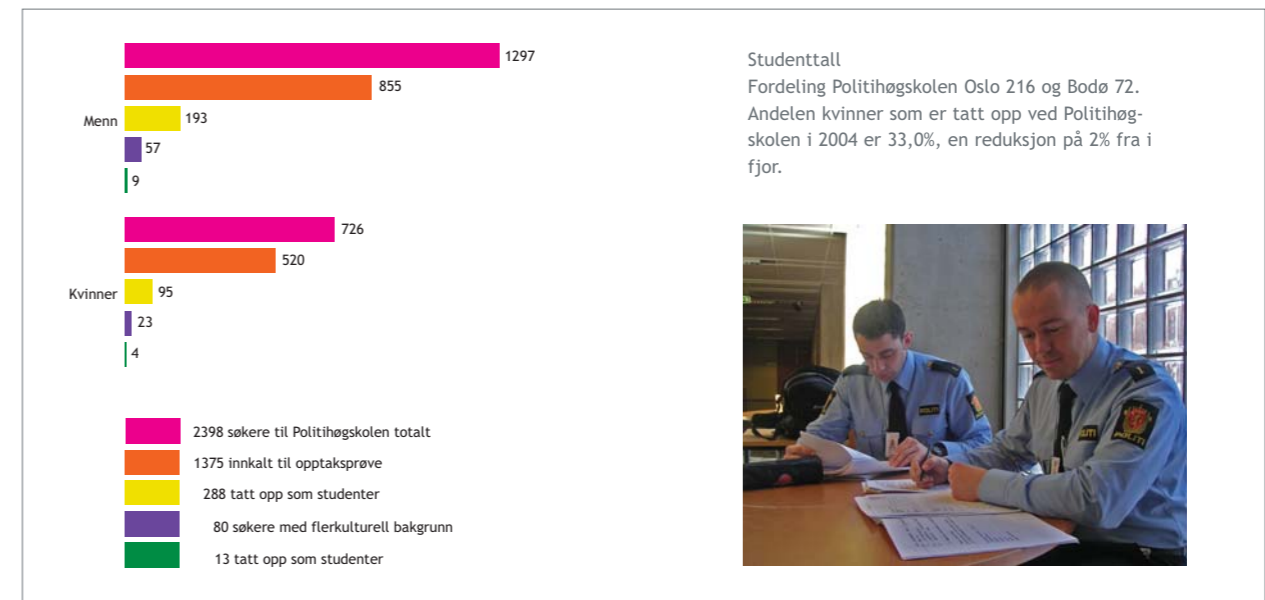 1297
855
Menn 193
57
9
726
520
Kvinner 95
23
4
2398 søkere til Politihøgskolen totalt
1375 innkalt til opptaksprøve
288 tatt opp som studenter
80 søkere med flerkulturell bakgrunn
13 tatt opp som studenter
Studenttall
Fordeling Politihøgskolen Oslo 216 og Bodø 72.
Andelen kvinner som er tatt opp ved Politihøg-
skolen i 2004 er 33,0%, en reduksjon på 2% fra i
fjor.
POLITI
POLITI
POLITI